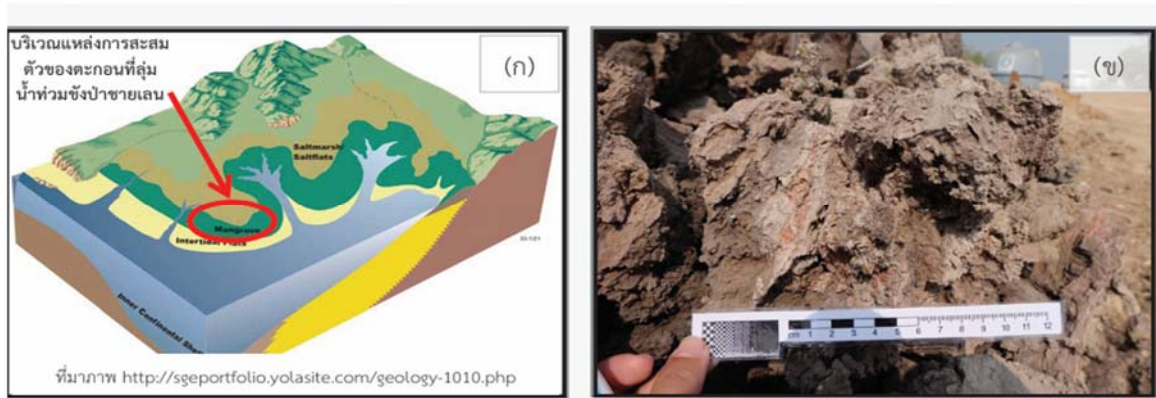 บริเวณแหล่งการสะสม
ตัวของตะกอนที่ลุ่ม
น้ำท่วมขังป่าชายเลน
(ก)
Saltmarsh
Saltflats
Mangrove
Intertidal Flats
Inner Continental Shelf
ที่มาภาพ http://sgeportfolio.yolasite.com/geology-1010.php
(ข)
cm 1 2 3 4 5 6 7 8 9 10 11 12